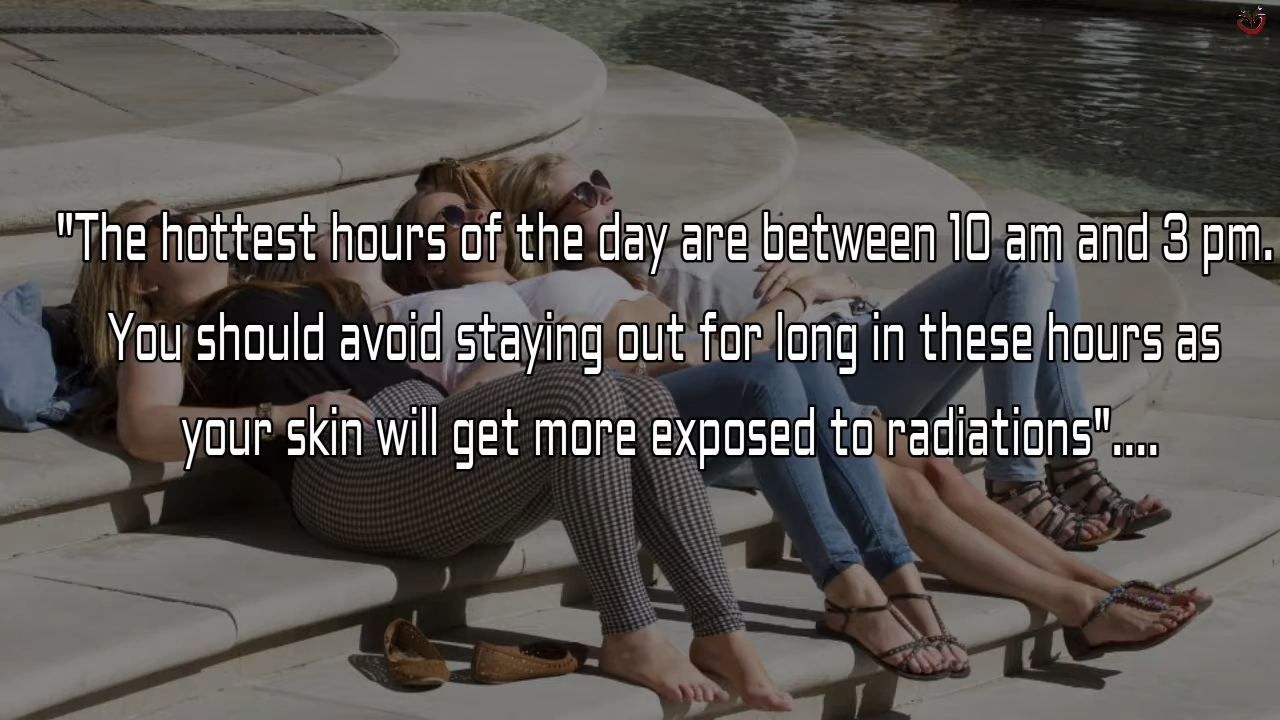 "The hottest hours of the day are between 10 am and 3 pm.
You should avoid staying out for long in these hours as
your skin will get more exposed to radiations"....